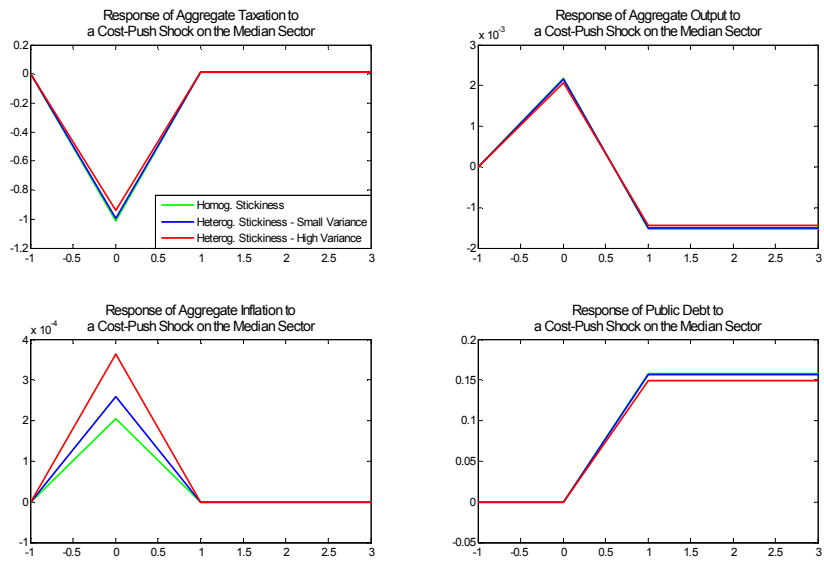 Response of Aggregate Taxation to
a Cost-Push Shock on the Median Sector
0.2
0
-0.2
-0.4
-0.6
-0.8
-1
-1.2
-1 -0.5 0 0.5 1 1.5 2 2.5 3
Homog. Stickiness
Heterog. Stickiness - Small Variance
Heterog. Stickiness - High Variance
Response of Aggregate Output to
a Cost-Push Shock on the Median Sector
x 10^-3
3
2
1
0
-1
-2
-1 -0.5 0 0.5 1 1.5 2 2.5 3
Response of Aggregate Inflation to
a Cost-Push Shock on the Median Sector
x 10^-4
4
3
2
1
0
-1
-1 -0.5 0 0.5 1 1.5 2 2.5 3
Response of Public Debt to
a Cost-Push Shock on the Median Sector
0.2
0.15
0.1
0.05
0
-0.05
-1 -0.5 0 0.5 1 1.5 2 2.5 3